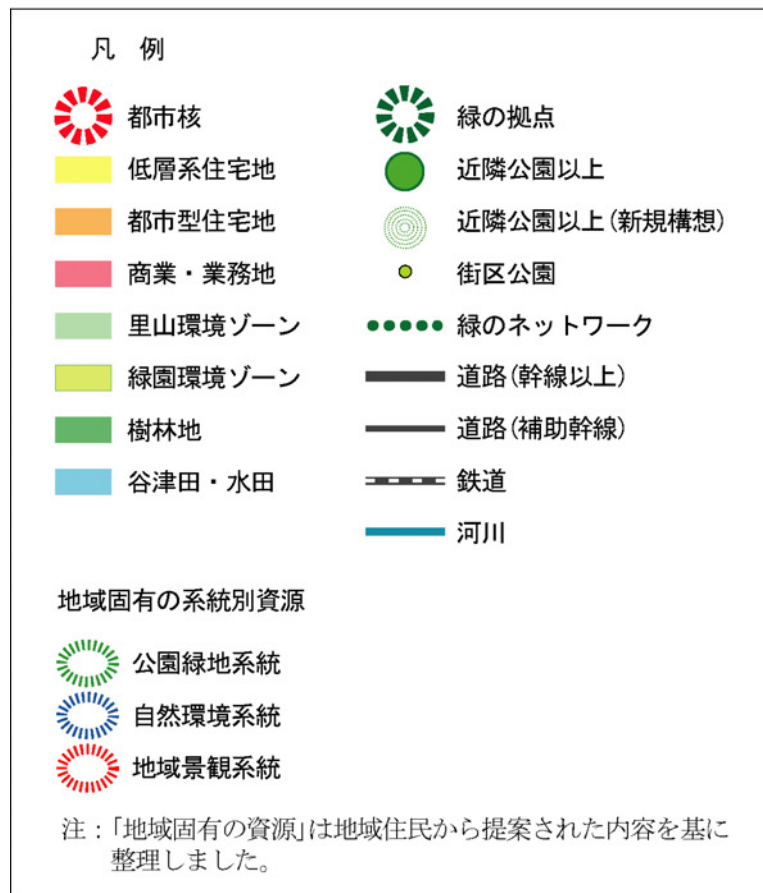 凡 例
都市核
低層系住宅地
都市型住宅地
商業・業務地
里山環境ゾーン
緑園環境ゾーン
樹林地
谷津田・水田
緑の拠点
近隣公園以上
近隣公園以上(新規構想)
街区公園
緑のネットワーク
道路(幹線以上)
道路(補助幹線)
鉄道
河川
地域固有の系統別資源
公園緑地系統
自然環境系統
地域景観系統
注:「地域固有の資源」は地域住民から提案された内容を基に
整理しました。